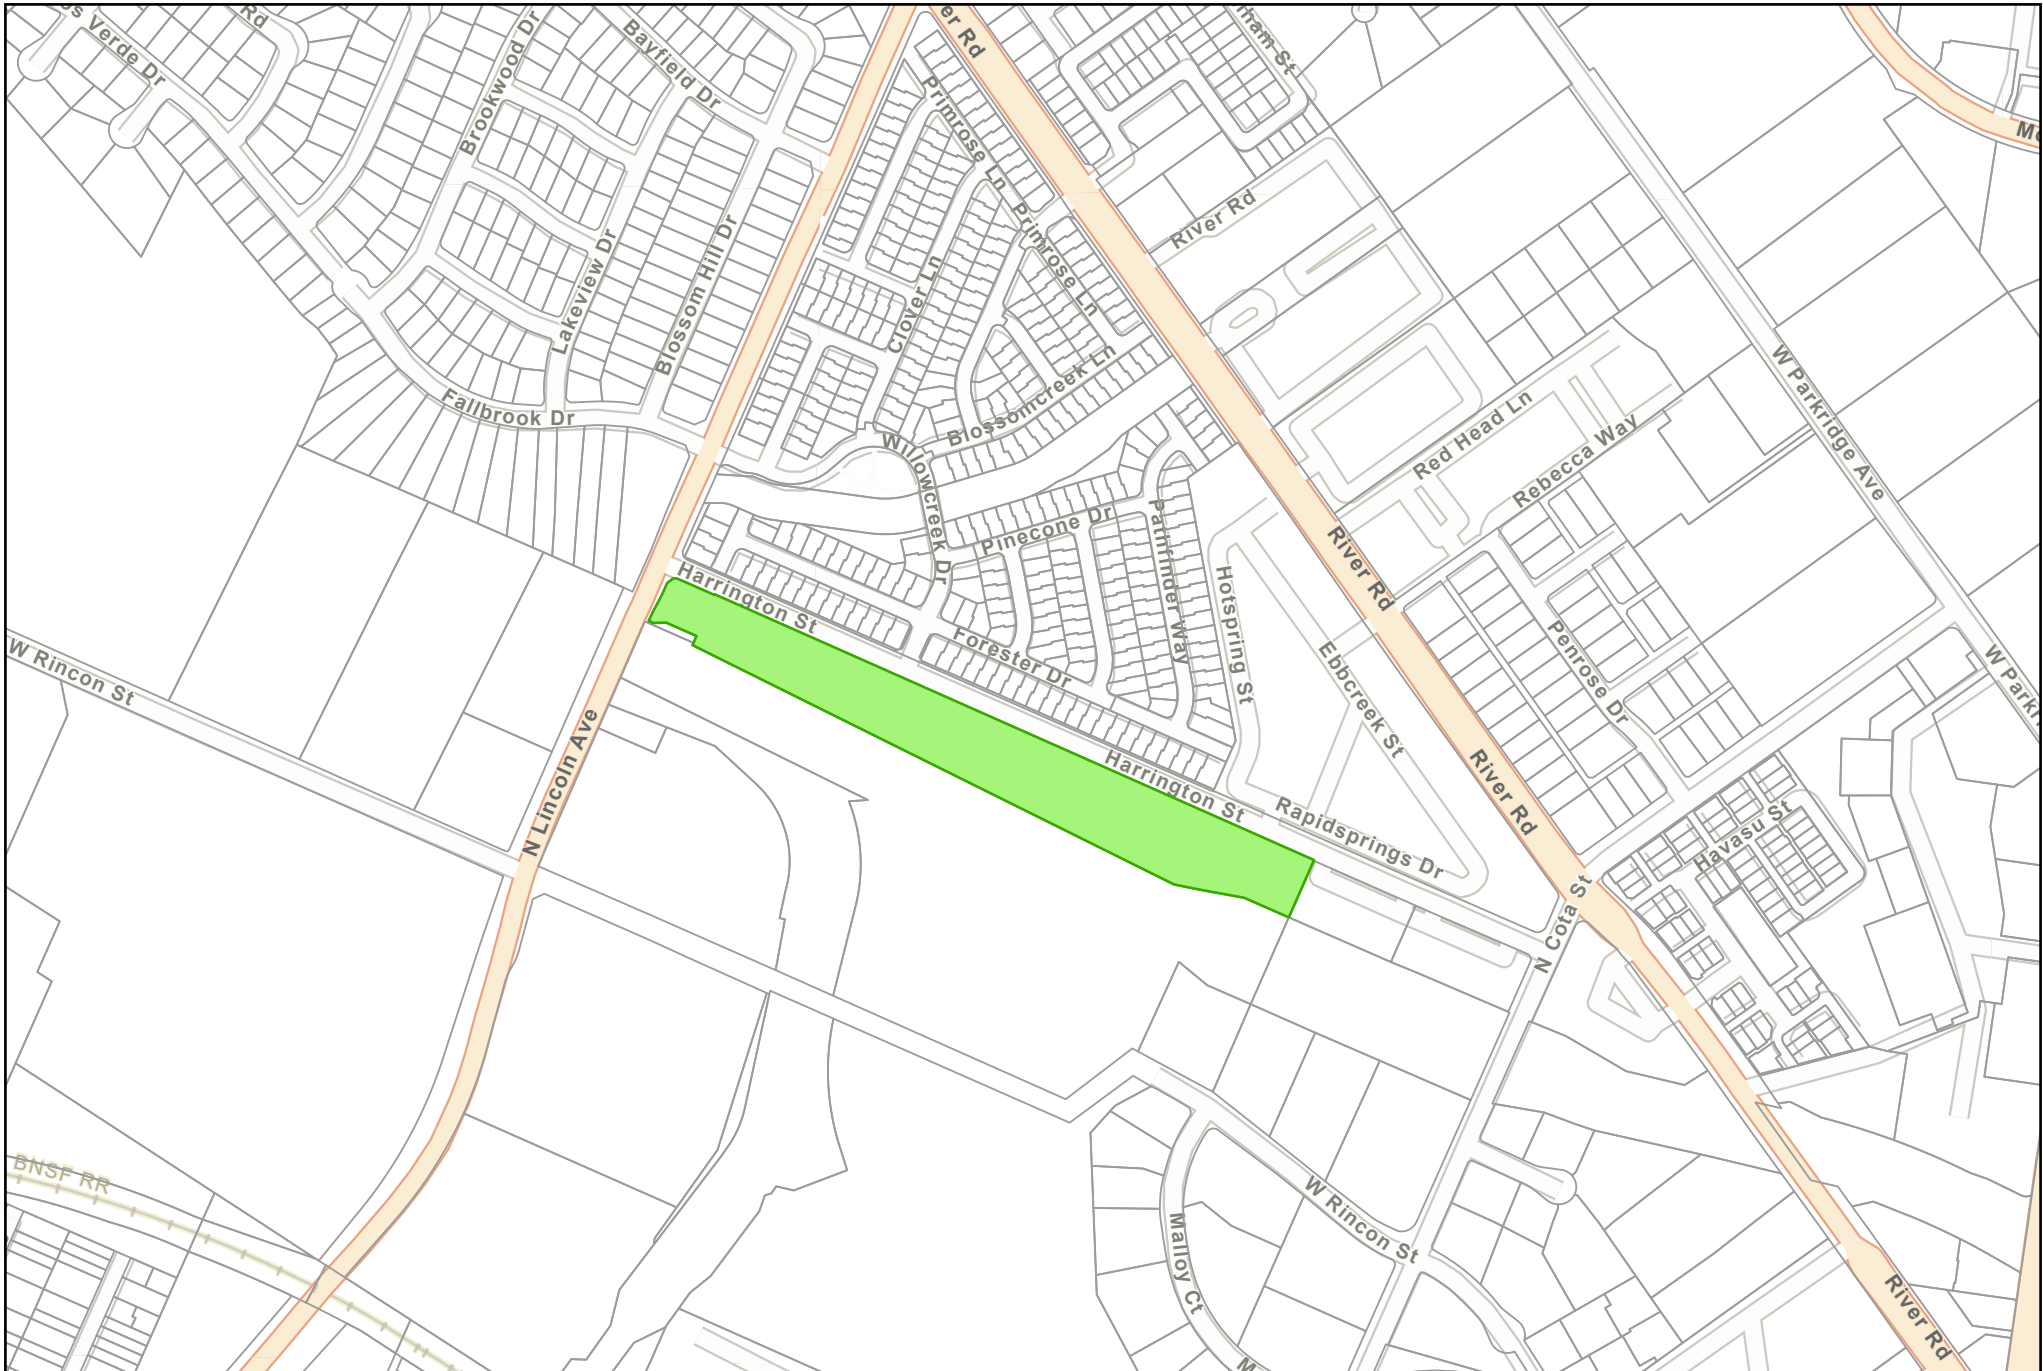 Rd
Verde Dr
Brookwood Dr
Bayfield Dr
River Rd
Primrose Ln
Primrose Ln
River Rd
W Parkridge Ave
Lakeview Dr
Blossom Hill Dr
Clover Ln
Blossomcreek Ln
Willowcreek Dr
Fallbrook Dr
Red Head Ln
Rebecca Way
Pinecone Dr
Pathfinder Way
Harrington St
Forester Dr
Hotspring St
Ebbcreek St
River Rd
Penrose Dr
W Rincon St
N Lincoln Ave
Harrington St
Rapidsprings Dr
River Rd
Havasu St
N Cota St
BNSF RR
W Rincon St
Malloy Ct
River Rd